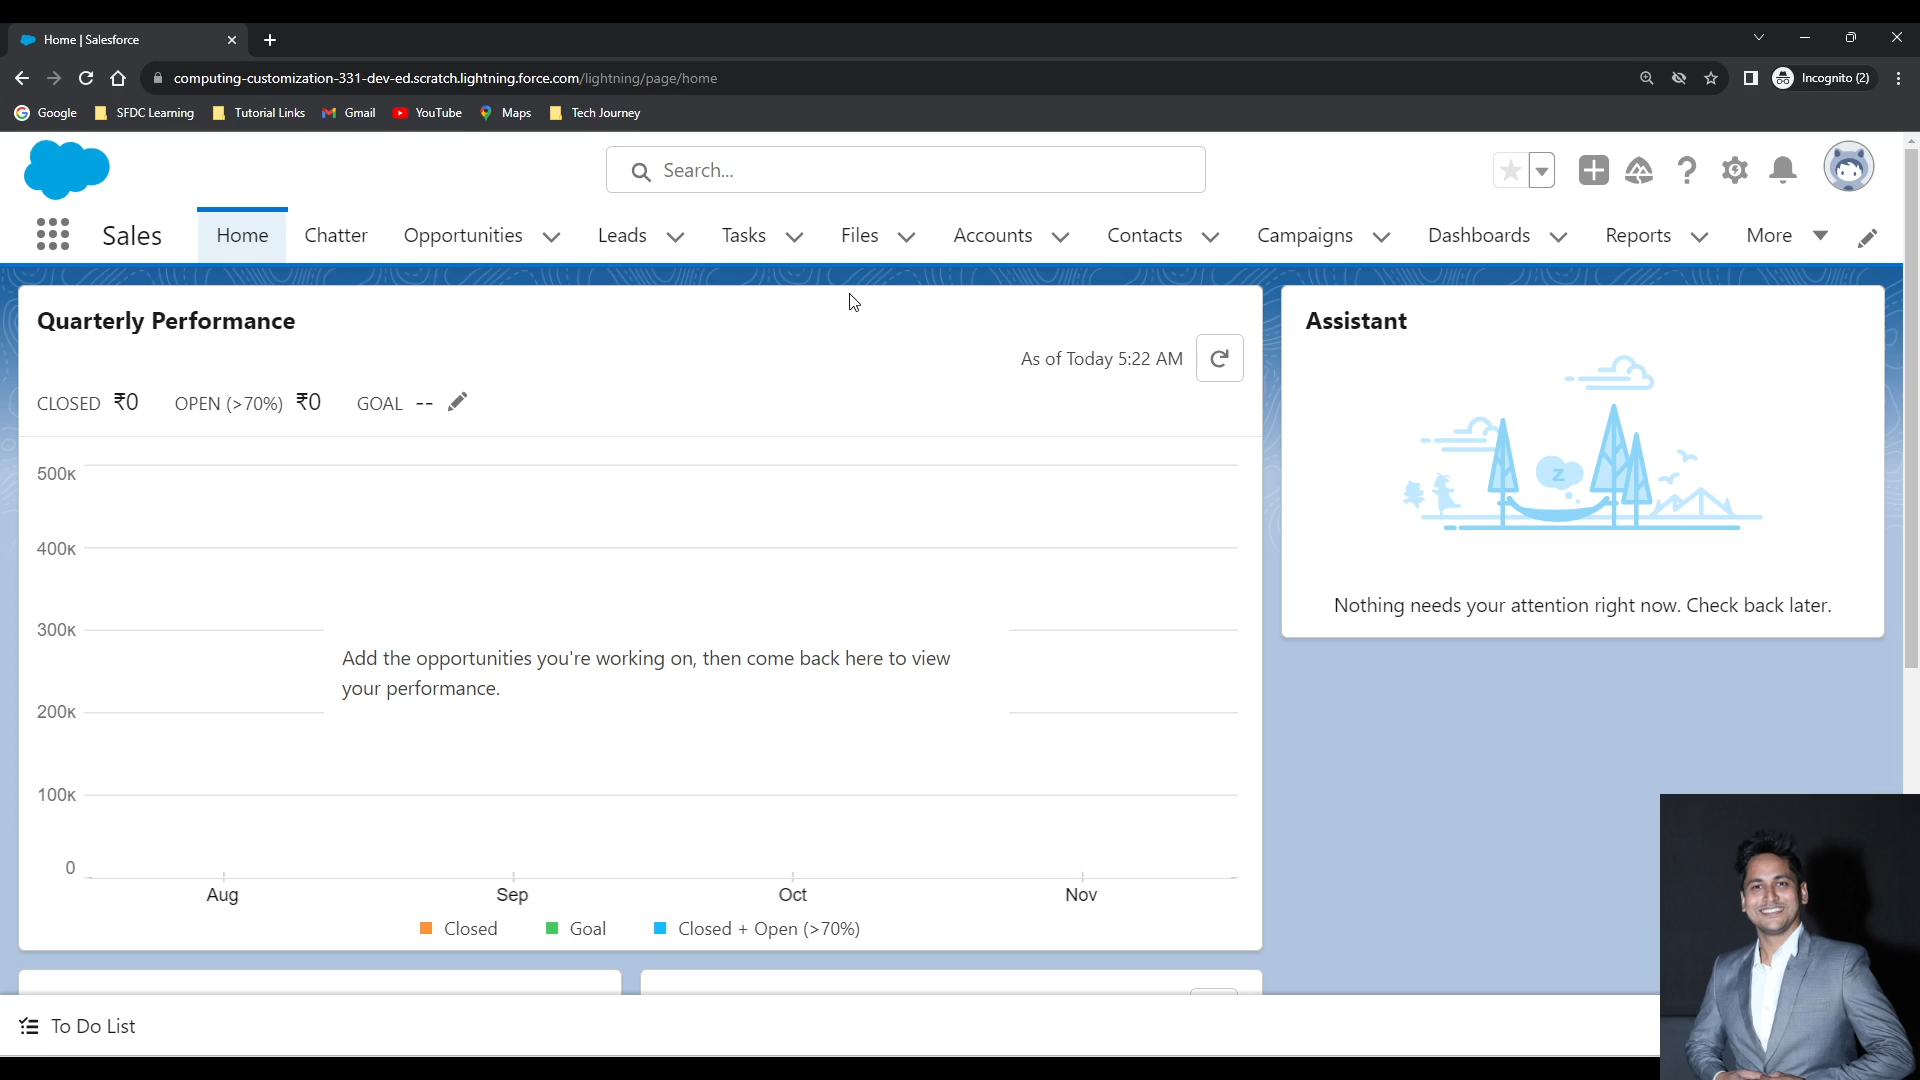 Home | Salesforce
computing-customization-331-dev-ed.scratch.lightning.force.com/lightning/page/home
Incognito (2)
Google SFDC Learning Tutorial Links Gmail YouTube Maps Tech Journey
Search...
Sales Home Chatter Opportunities Leads Tasks Files Accounts Contacts Campaigns Dashboards Reports More
Quarterly Performance
As of Today 5:22 AM
CLOSED ₹0 OPEN (>70%) ₹0 GOAL --
500K
400K
300K
Add the opportunities you're working on, then come back here to view
your performance.
200K
100K
0
Aug Sep Oct Nov
Closed Goal Closed + Open (>70%)
Assistant
Z
Nothing needs your attention right now. Check back later.
To Do List